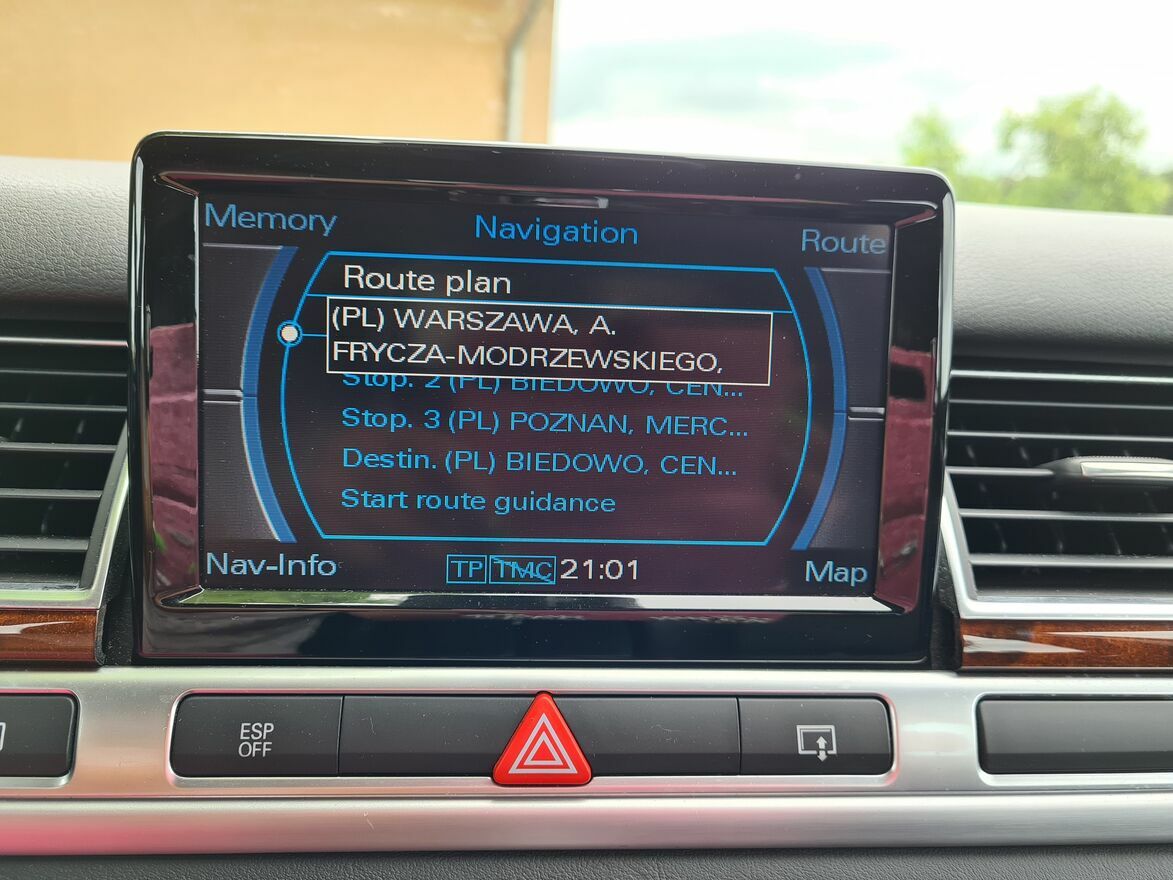 Memory
Navigation
Route
Route plan
(PL) WARSZAWA, A.
FRYCZA-MODRZEWSKIEGO,
Stop. 2 (PL) BIEDOWO, CEN...
Stop. 3 (PL) POZNAN, MERC...
Destin. (PL) BIEDOWO, CEN...
Start route guidance
Nav-Info
TP TMC 21:01
Map
ESP
OFF